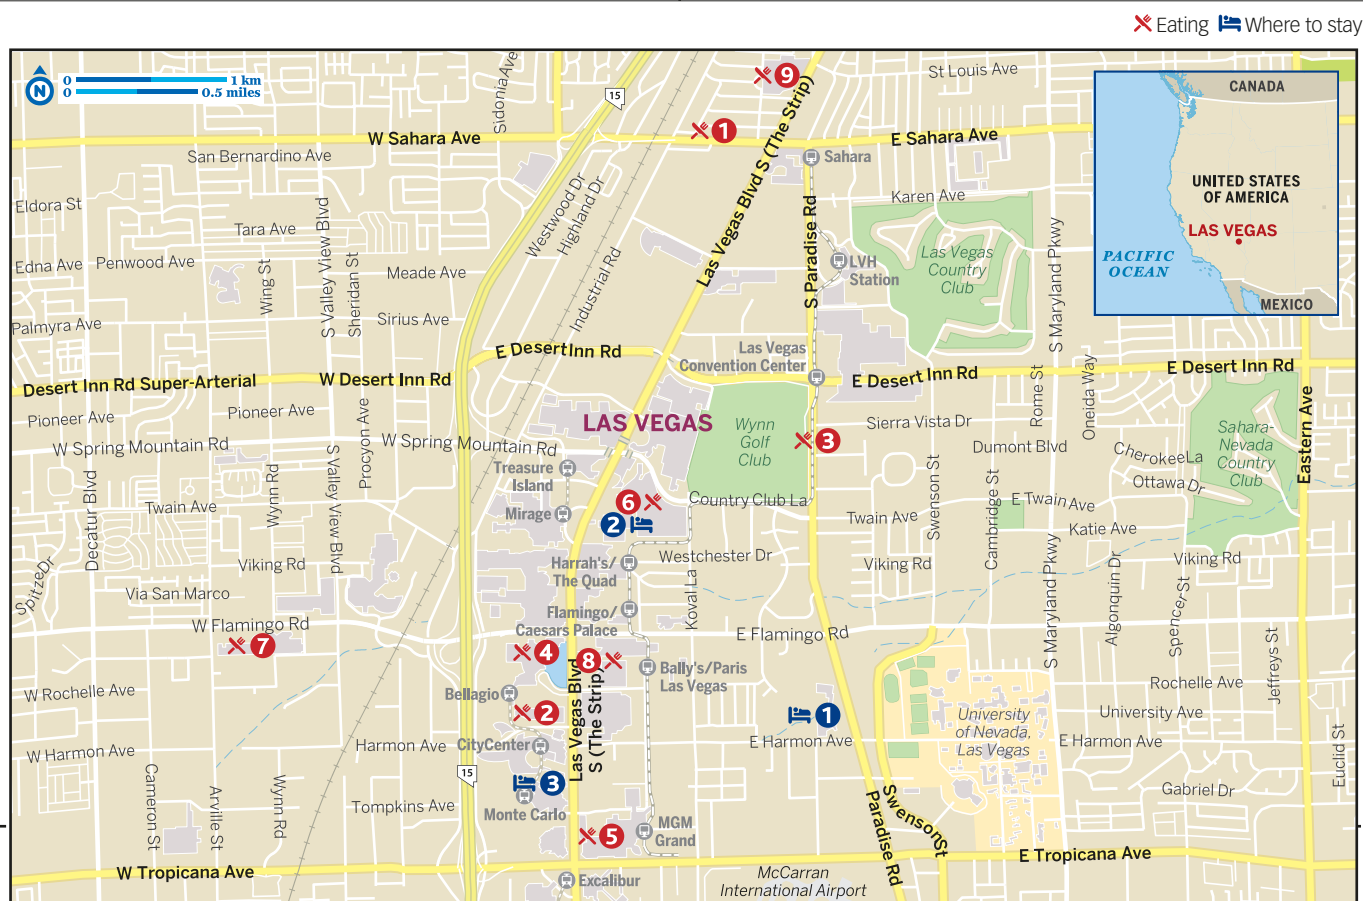 Eating Where to stay
N
0 1 km
0 0.5 miles
15
Sidonia Ave
9
St Louis Ave
1
Las Vegas Blvd S (The Strip)
W Sahara Ave
E Sahara Ave
San Bernardino Ave
Sahara
CANADA
UNITED STATES
OF AMERICA
LAS VEGAS
PACIFIC
OCEAN
MEXICO
Eldora St
Karen Ave
Tara Ave
S Valley View Blvd
Westwood Dr
Highland Dr
Industrial Rd
S Paradise Rd
S Maryland Pkwy
Las Vegas
Country
Club
Edna Ave
Penwood Ave
Wing St
Sheridan St
Meade Ave
LVH
Station
Palmyra Ave
Sirius Ave
E Desert Inn Rd
Las Vegas
Convention Center
Desert Inn Rd Super-Arterial
W Desert Inn Rd
E Desert Inn Rd
E Desert Inn Rd
Rome St
Oneida Way
Eastern Ave
Pioneer Ave
Pioneer Ave
Procyon Ave
LAS VEGAS
Wynn
Golf
Club
3
Sierra Vista Dr
Dumont Blvd
Cherokee La
Ottawa Dr
Sahara-
Nevada
Country
Club
W Spring Mountain Rd
W Spring Mountain Rd
Decatur Blvd
Wynn Rd
S Valley View Blvd
Treasure
Island
6
Country Club La
Swenson St
Cambridge St
E Twain Ave
Twain Ave
Mirage
2
Twain Ave
Katie Ave
Spitze Dr
Viking Rd
Harrah's/
The Quad
Westchester Dr
Viking Rd
S Maryland Pkwy
Algonquin Dr
Viking Rd
Spencer St
Via San Marco
Flamingo/
Caesars Palace
Koval La
W Flamingo Rd
E Flamingo Rd
7
4
8
Bally's/Paris
Las Vegas
Jeffreys St
W Rochelle Ave
Bellagio
Las Vegas Blvd
S (The Strip)
Rochelle Ave
2
1
University
of Nevada,
Las Vegas
University Ave
W Harmon Ave
Harmon Ave
CityCenter
E Harmon Ave
E Harmon Ave
Euclid St
Cameron St
Arville St
Wynn Rd
15
3
Swenson St
Paradise Rd
Gabriel Dr
Tompkins Ave
Monte Carlo
5
MGM
Grand
E Tropicana Ave
W Tropicana Ave
Excalibur
McCarran
International Airport